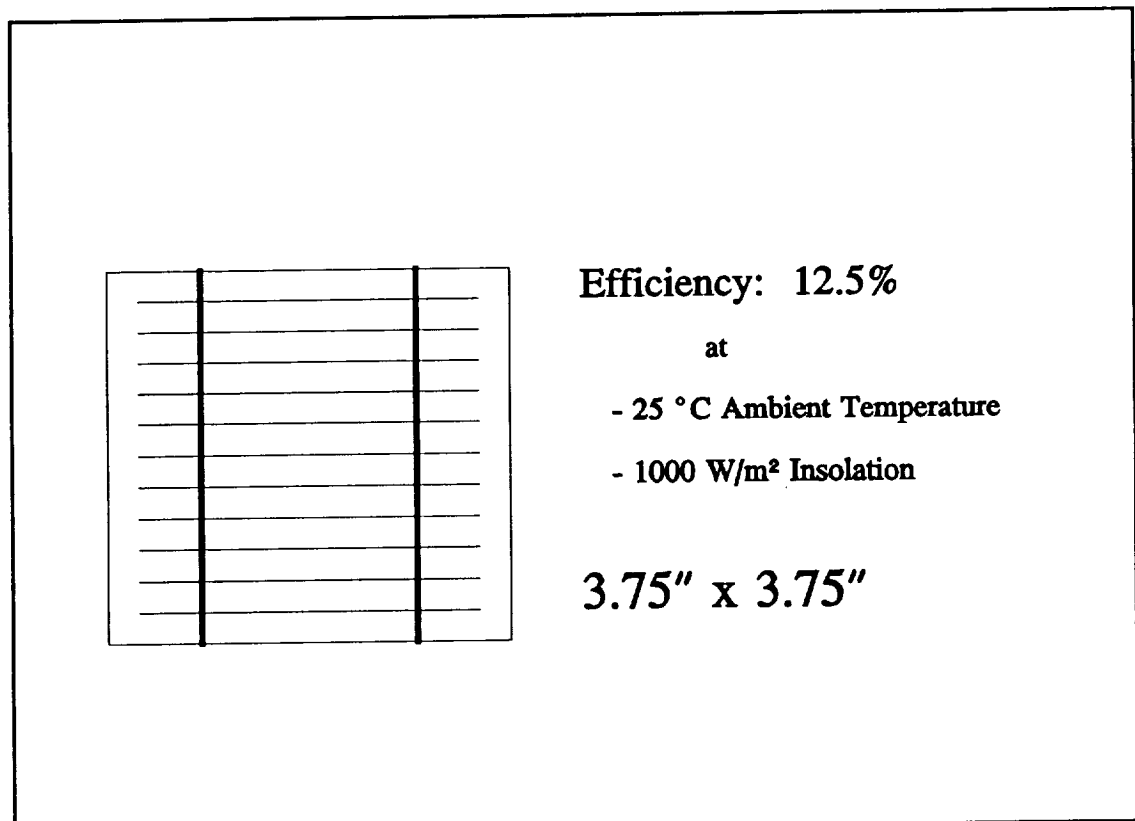 Efficiency: 12.5%
at
- 25 °C Ambient Temperature
- 1000 W/m² Insolation
3.75" x 3.75"